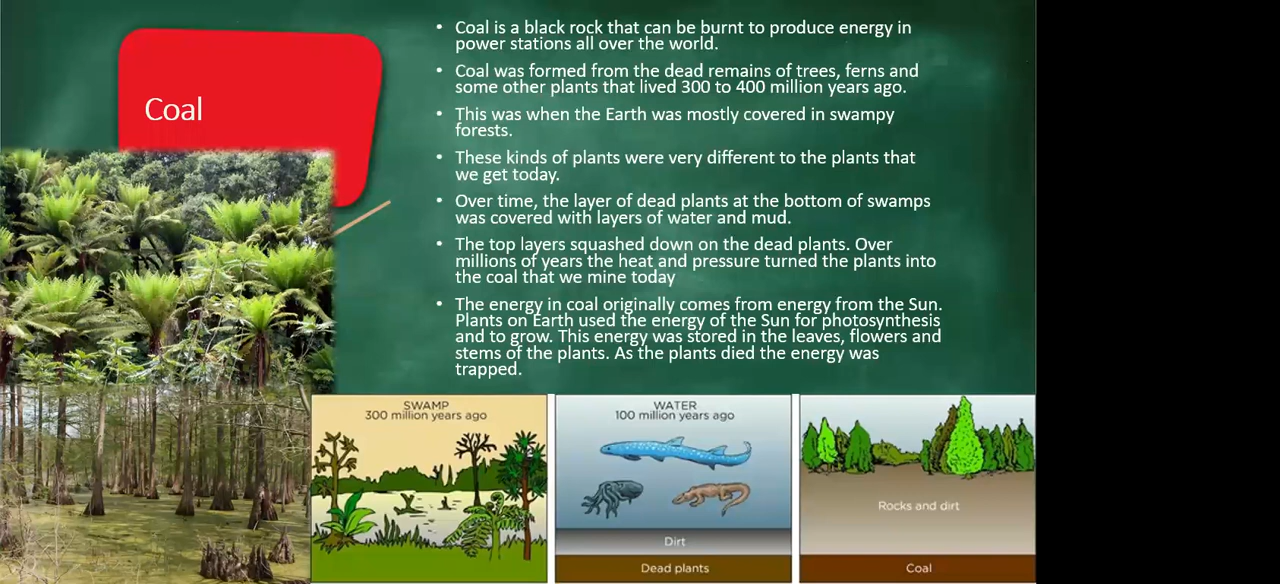 Coal
• Coal is a black rock that can be burnt to produce energy in
power stations all over the world.
• Coal was formed from the dead remains of trees, ferns and
some other plants that lived 300 to 400 million years ago.
• This was when the Earth was mostly covered in swampy
forests.
• These kinds of plants were very different to the plants that
we get today.
• Over time, the layer of dead plants at the bottom of swamps
was covered with layers of water and mud.
• The top layers squashed down on the dead plants. Over
millions of years the heat and pressure turned the plants into
the coal that we mine today
• The energy in coal originally comes from energy from the Sun.
Plants on Earth used the energy of the Sun for photosynthesis
and to grow. This energy was stored in the leaves, flowers and
stems of the plants. As the plants died the energy was
trapped.
SWAMP
300 million years ago
WATER
100 million years ago
Dirt
Dead plants
Rocks and dirt
Coal